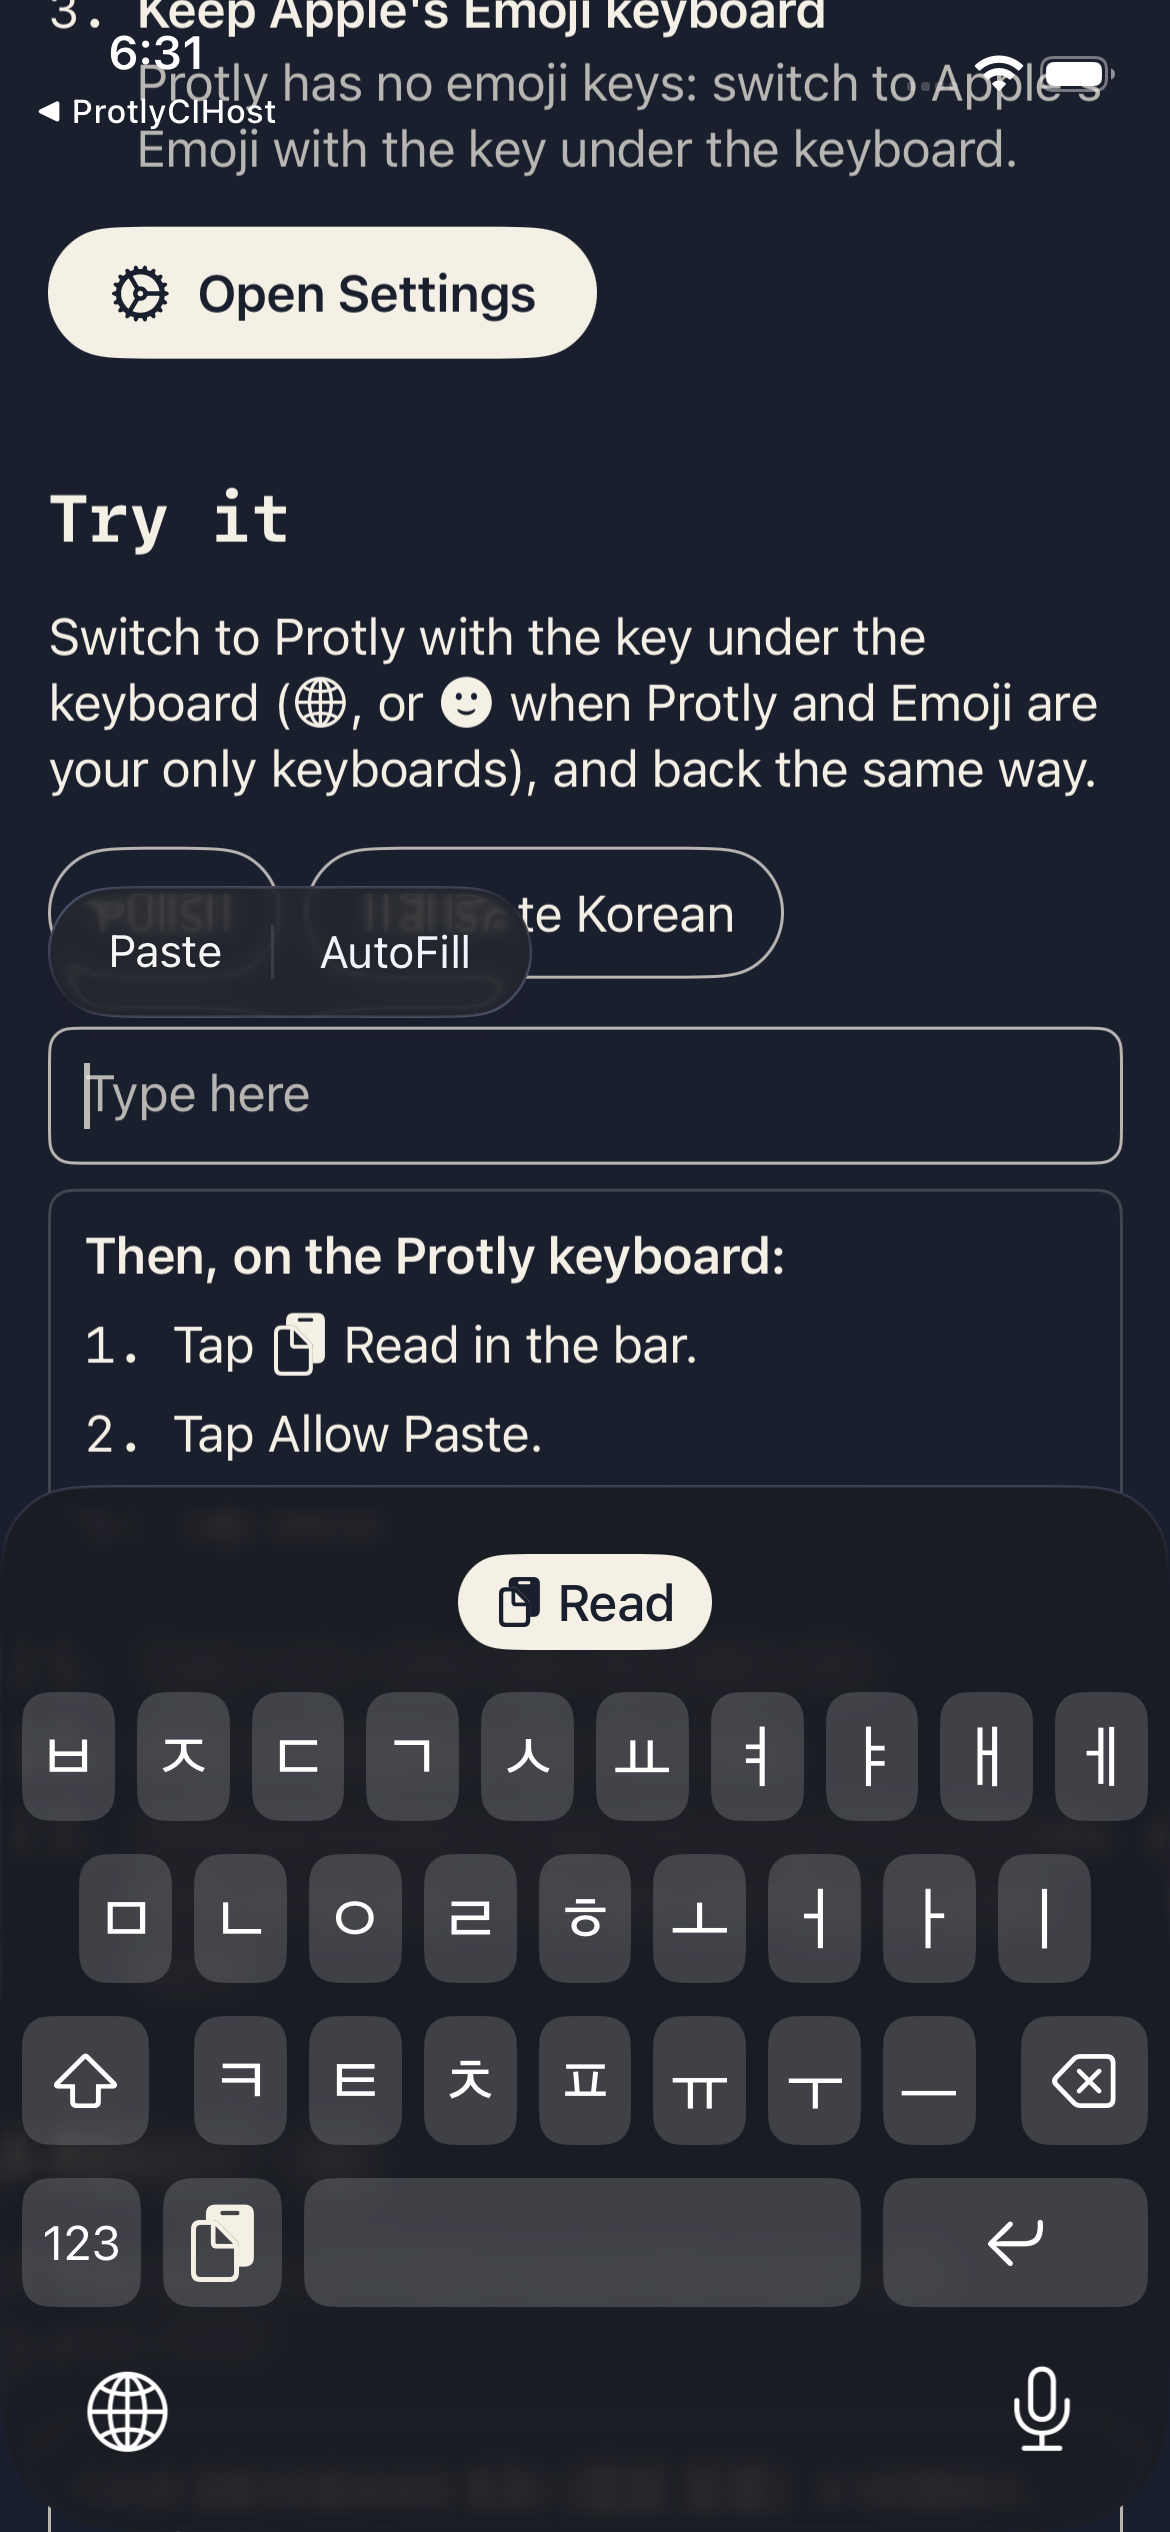 3. Keep Apple's Emoji keyboard
6:31
Protly has no emoji keys: switch to Apple's
ProtlyCIHost
Emoji with the key under the keyboard.
Open Settings
Try it
Switch to Protly with the key under the
keyboard (, or when Protly and Emoji are
your only keyboards), and back the same way.
te Korean
Paste AutoFill
Type here
Then, on the Protly keyboard:
1. Tap Read in the bar.
2. Tap Allow Paste.
Read
ㅂ ㅈ ㄷ ㄱ ㅅ ㅛ ㅕ ㅑ ㅐ ㅔ
ㅁ ㄴ ㅇ ㄹ ㅎ ㅗ ㅓ ㅏ ㅣ
ㅋ ㅌ ㅊ ㅍ ㅠ ㅜ ㅡ
123